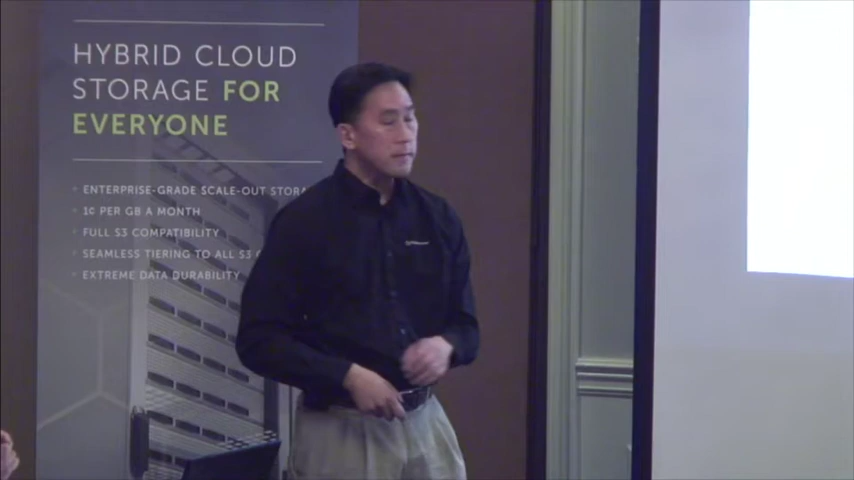 HYBRID CLOUD
STORAGE FOR
EVERYONE
ENTERPRISE-GRADE SCALE-OUT STORA
1¢ PER GB A MONTH
FULL S3 COMPATIBILITY
SEAMLESS TIERING TO ALL S3
EXTREME DATA DURABILITY